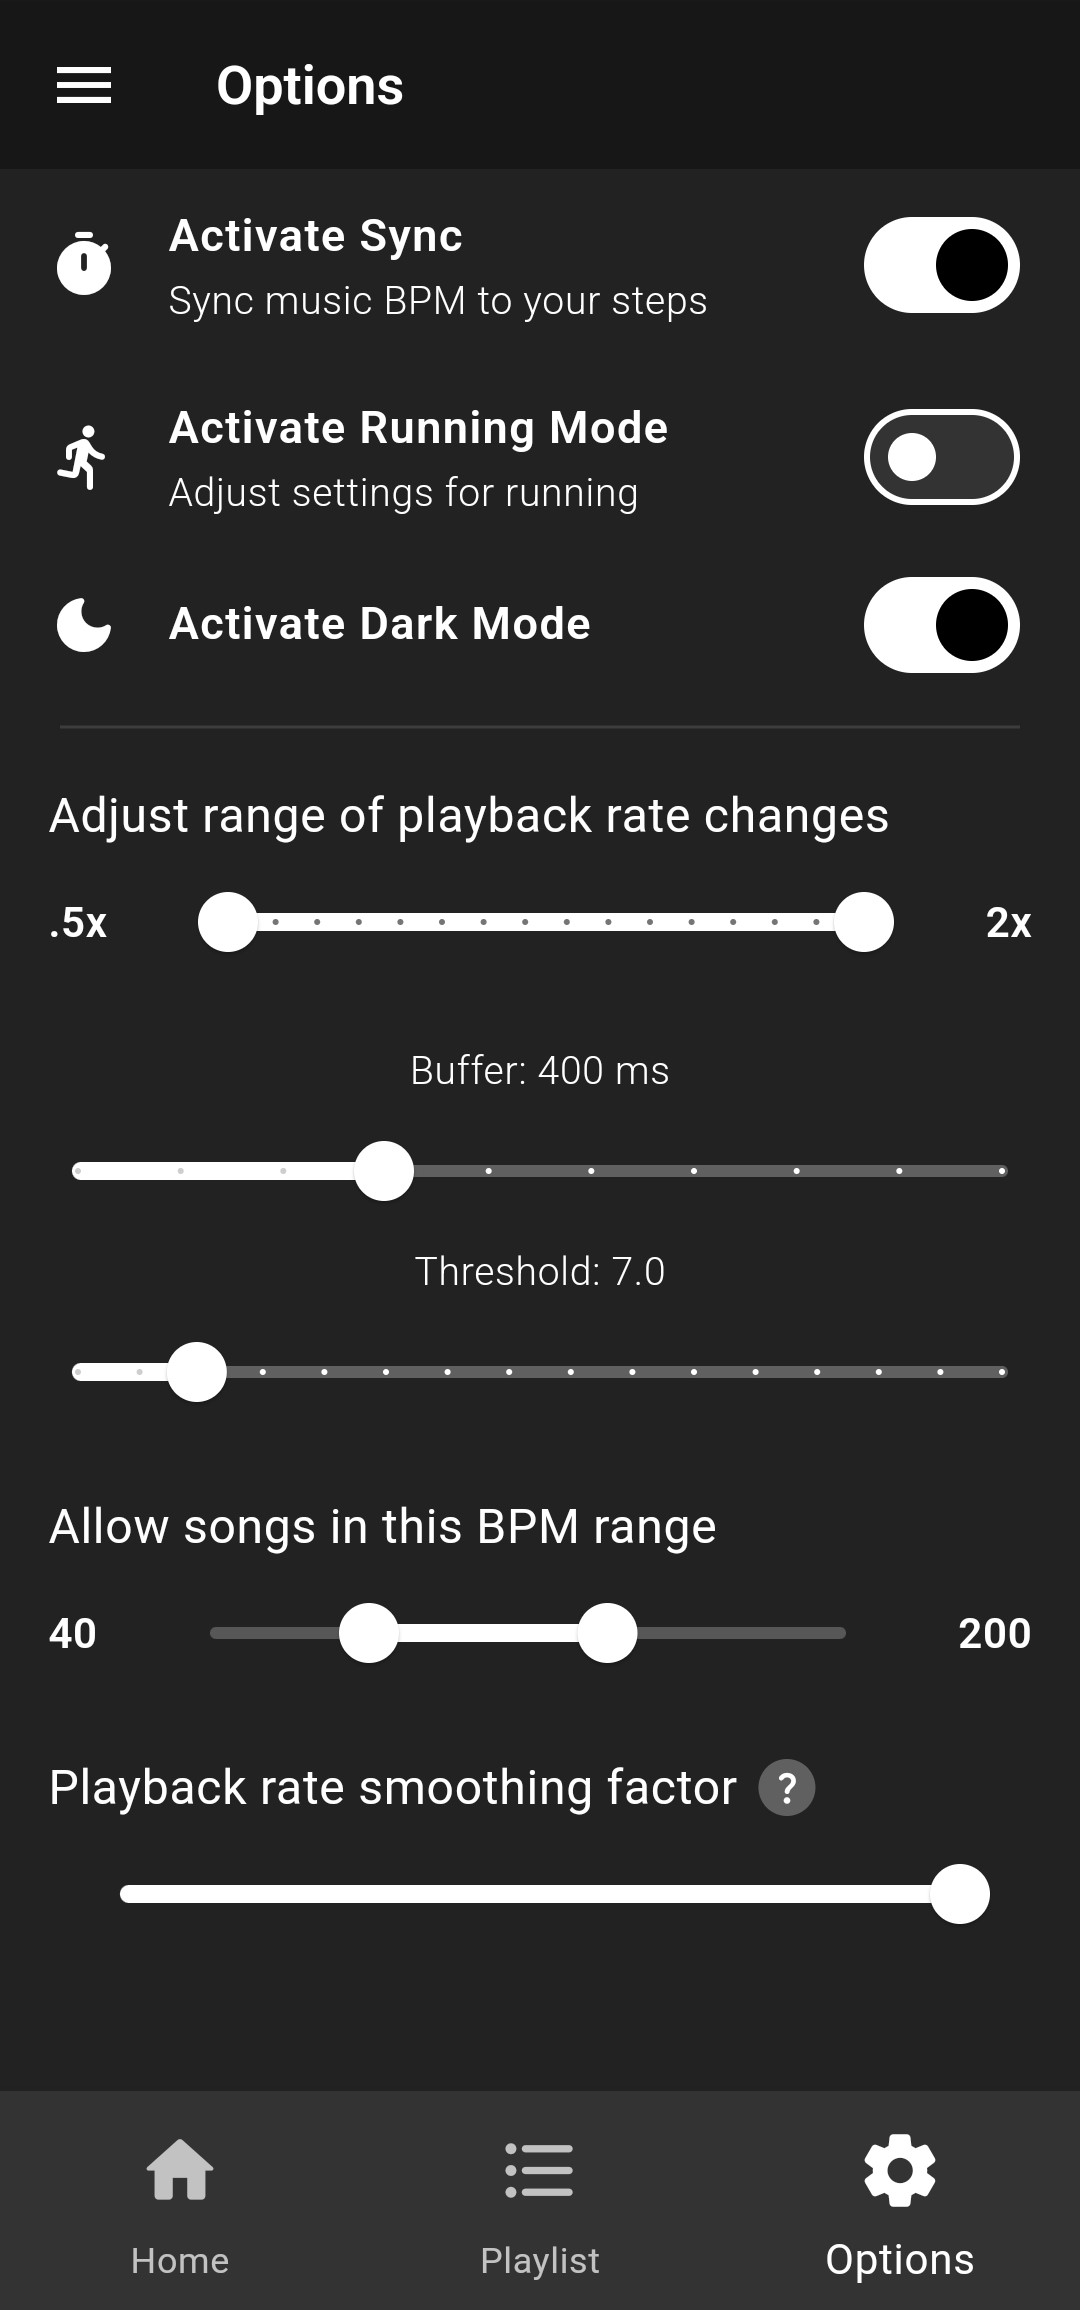 Options
Activate Sync
Sync music BPM to your steps
Activate Running Mode
Adjust settings for running
Activate Dark Mode
Adjust range of playback rate changes
.5x 2x
Buffer: 400 ms
Threshold: 7.0
Allow songs in this BPM range
40 200
Playback rate smoothing factor ?
Home Playlist Options